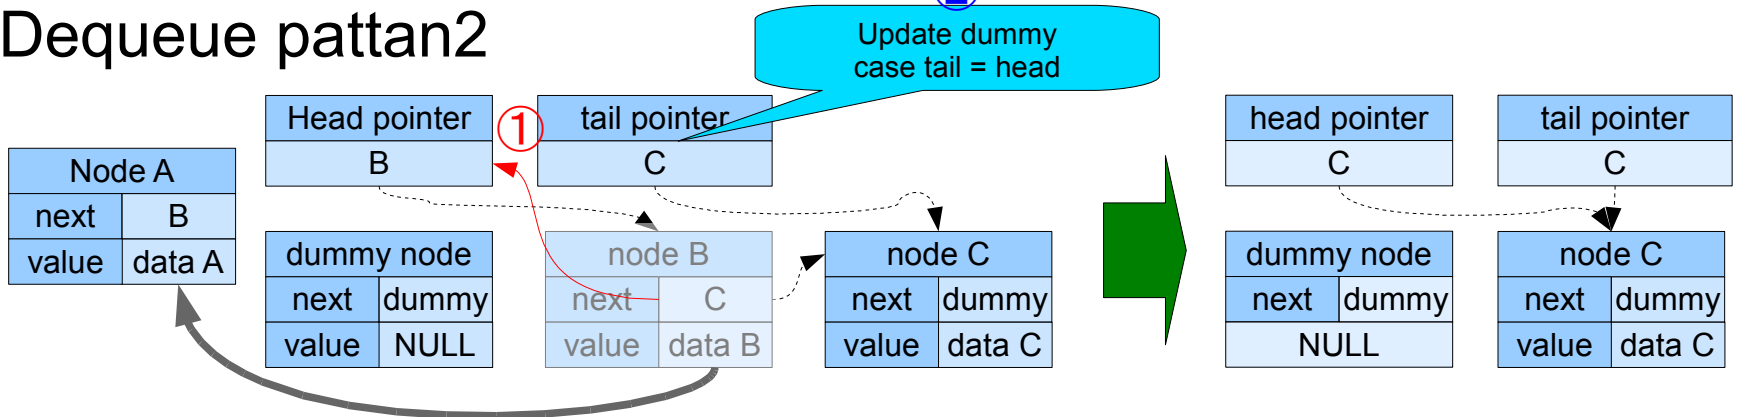 Dequeue pattan2
Update dummy
case tail = head
Head pointer
B
①
tail pointer
C
Node A
next B
value data A
dummy node
next dummy
value NULL
node B
next C
value data B
node C
next dummy
value data C
head pointer
C
tail pointer
C
dummy node
next dummy
NULL
node C
next dummy
value data C